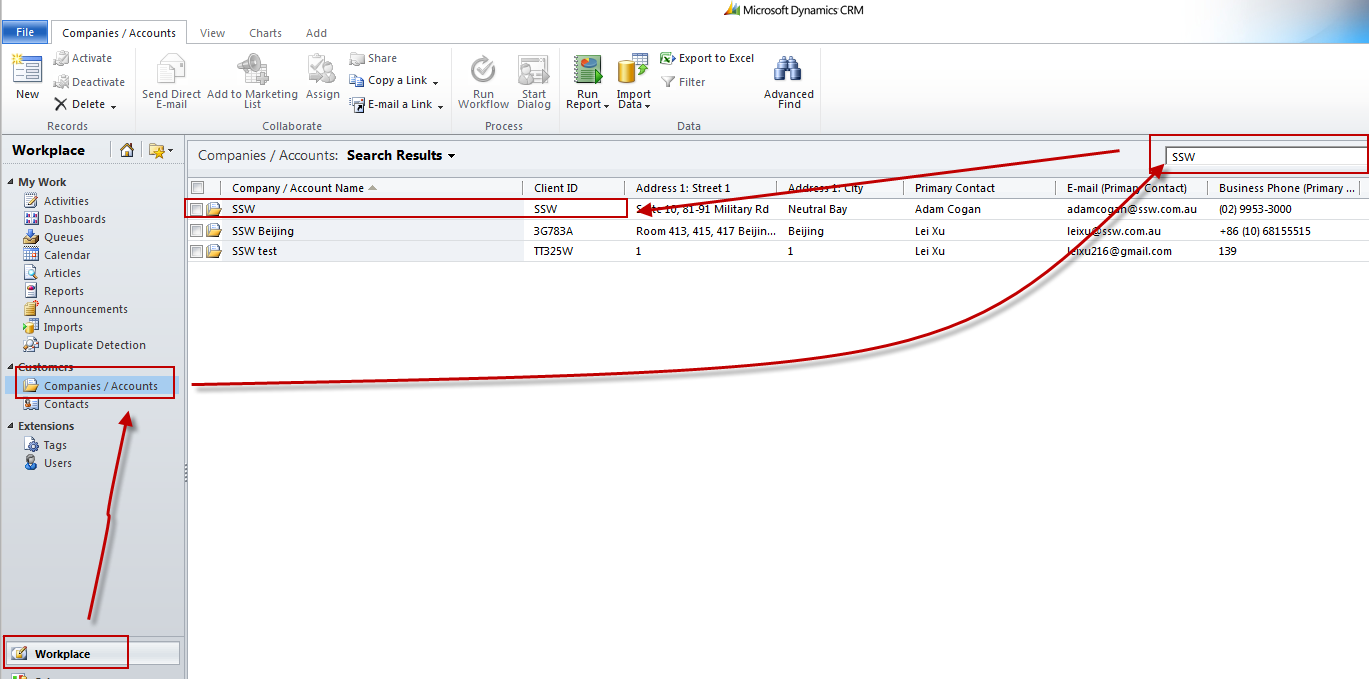 Microsoft Dynamics CRM
File Companies / Accounts View Charts Add
New
Activate
Deactivate
Delete
Records
Send Direct E-mail
Add to Marketing List
Assign
Share
Copy a Link
E-mail a Link
Collaborate
Run Workflow
Start Dialog
Process
Run Report
Import Data
Export to Excel
Filter
Advanced Find
Data
Workplace
Companies / Accounts: Search Results
SSW
Company / Account Name Client ID Address 1: Street 1 Address 1: City Primary Contact E-mail (Primary Contact) Business Phone (Primary ...
SSW SSW Suite 10, 81-91 Military Rd Neutral Bay Adam Cogan adamcogan@ssw.com.au (02) 9953-3000
SSW Beijing 3G783A Room 413, 415, 417 Beijin... Beijing Lei Xu leixu@ssw.com.au +86 (10) 68155515
SSW test TT325W 1 1 Lei Xu leixu216@gmail.com 139
My Work
Activities
Dashboards
Queues
Calendar
Articles
Reports
Announcements
Imports
Duplicate Detection
Customers
Companies / Accounts
Contacts
Extensions
Tags
Users
Workplace